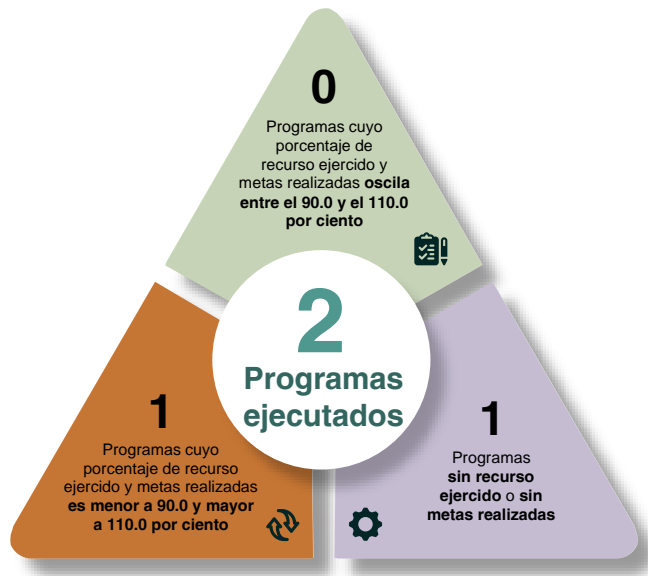 0
Programas cuyo
porcentaje de
recurso ejercido y
metas realizadas oscila
entre el 90.0 y el 110.0
por ciento
2
Programas
ejecutados
1
Programas cuyo
porcentaje de recurso
ejercido y metas realizadas
es menor a 90.0 y mayor
a 110.0 por ciento
1
Programas
sin recurso
ejercido o sin
metas realizadas